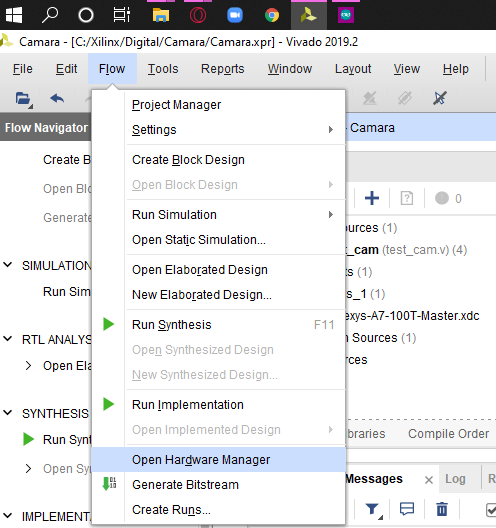 Camara - [C:/Xilinx/Digital/Camara/Camara.xpr] - Vivado 2019.2
File Edit Flow Tools Reports Window Layout View Help
Flow Navigator
Create B
Open Bloc
Generate
SIMULATION
Run Sim
RTL ANALYS
Open Ela
SYNTHESIS
Run Synt
Open Syn
IMPLEMENTA
Project Manager
Settings
Create Block Design
Open Block Design
Run Simulation
Open Static Simulation...
Open Elaborated Design
New Elaborated Design...
Run Synthesis F11
Open Synthesized Design
New Synthesized Design...
Run Implementation
Open Implemented Design
Open Hardware Manager
Generate Bitstream
Create Runs...
- Camara
0
ources (1)
t_cam (test_cam.v) (4)
ts (1)
s_1 (1)
exys-A7-100T-Master.xdc
n Sources (1)
rces
ibraries Compile Order
Messages Log R